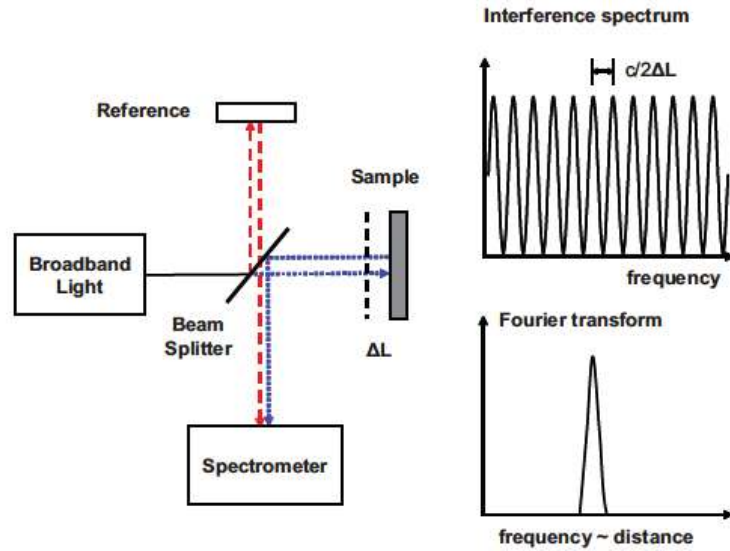 Interference spectrum
c/2ΔL
Reference
Sample
Broadband
Light
frequency
Beam
Splitter
ΔL
Fourier transform
Spectrometer
frequency ~ distance